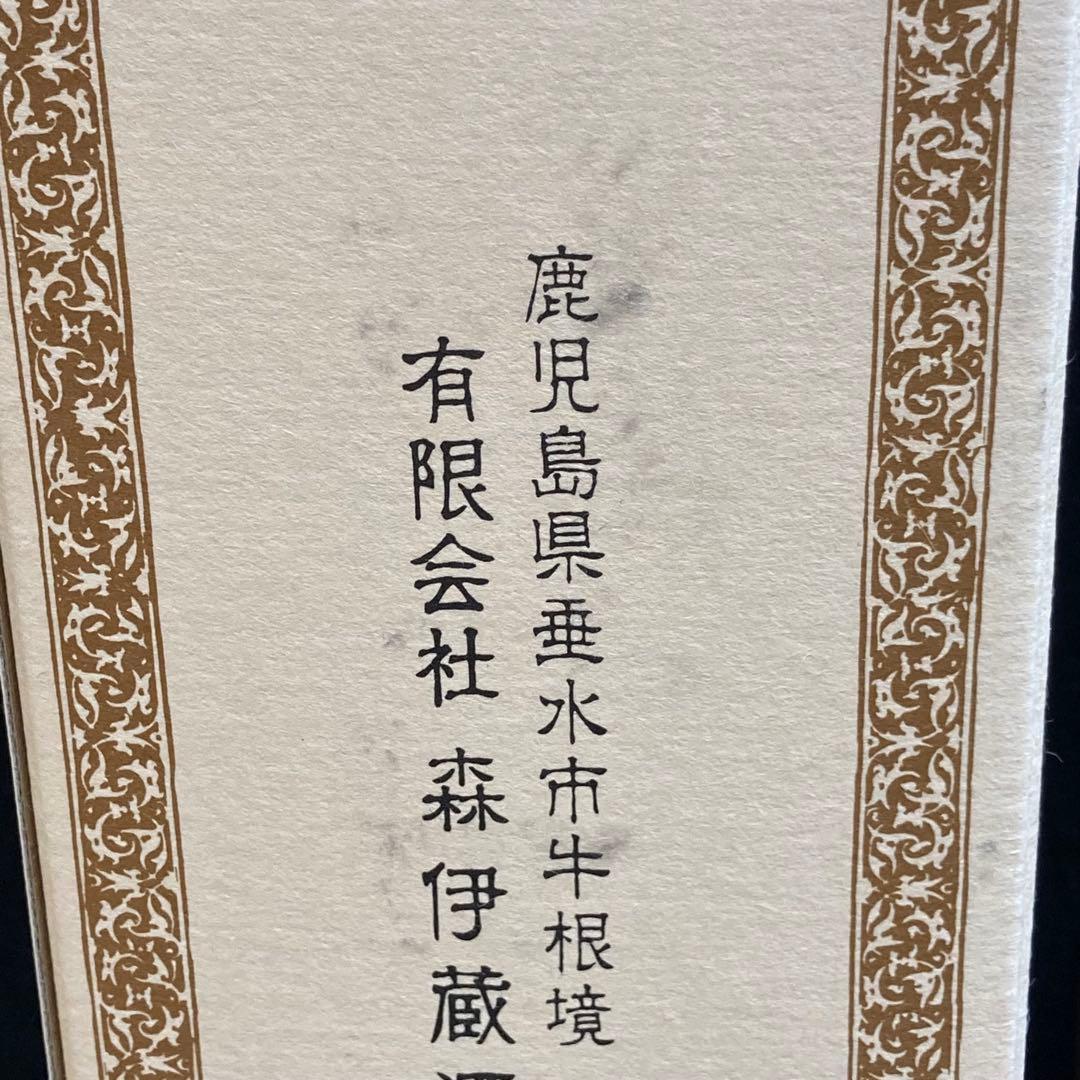 鹿児島県垂水市牛根境
有限会社 森伊蔵